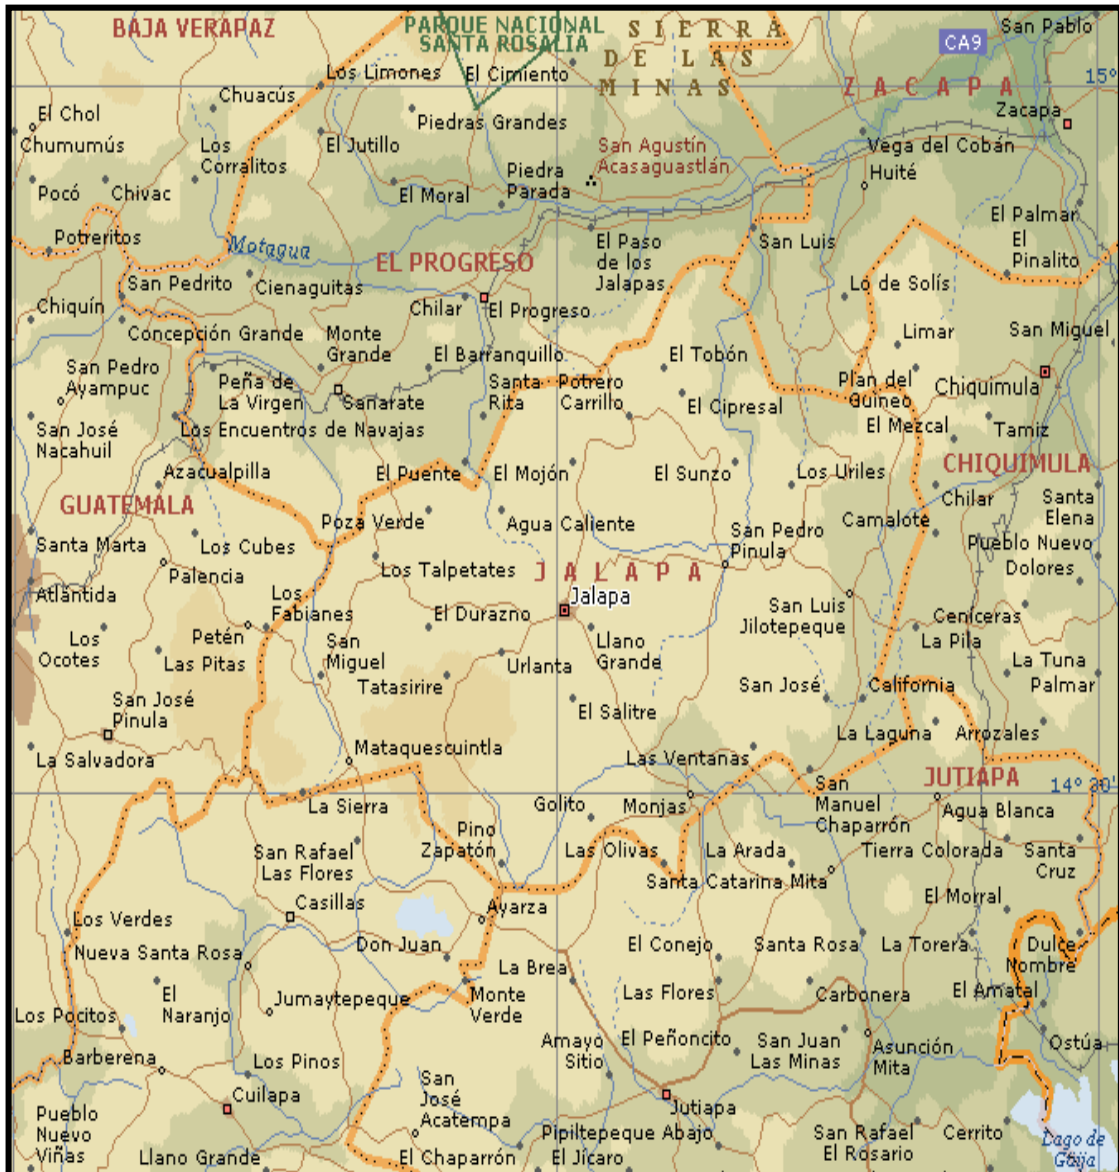 BAJA VERAPAZ
PARQUE NACIONAL
SANTA ROSALIA
SIERRA
DE LAS
MINAS
CA9
San Pablo
Los Limones
El Cimiento
ZACAPA
15°
Chuacús
El Chol
Piedras Grandes
Zacapa
Chumumús
Los
Corralitos
El Jutillo
San Agustín
Acasaguastlán
Vega del Cobán
Piedra
Parada
Huité
Pocó
Chivac
El Moral
El Palmar
Potreritos
Motagua
El Paso
de los
Jalapas
San Luis
El
Pinalito
EL PROGRESO
San Pedrito
Cienaguitas
Lo de Solís
Chiquín
Chilar
El Progreso
Concepción Grande
Monte
Grande
Limar
San Miguel
El Barranquillo
El Tobón
San Pedro
Ayampuc
Peña de
La Virgen
Sanarate
Santa
Rita
Potrero
Carrillo
Plan del
Guineo
Chiquimula
El Cipresal
San José
Nacahuil
Los Encuentros de Navajas
El Mezcal
Tamiz
Azacualpilla
El Puente
El Mojón
El Sunzo
Los Uriles
CHIQUIMULA
GUATEMALA
Chilar
Santa
Elena
Poza Verde
Agua Caliente
San Pedro
Pinula
Camalote
Santa Marta
Los Cubes
Pueblo Nuevo
Palencia
Los Talpetates
JALAPA
Dolores
Atlántida
Los
Fabianes
Jalapa
El Durazno
San Luis
Jilotepeque
Ceniceras
Los
Ocotes
Petén
San
Miguel
Llano
Grande
La Pila
Las Pitas
Urlanta
La Tuna
Palmar
Tatasirire
San José
California
San José
Pinula
El Salitre
La Laguna
Arrozales
La Salvadora
Mataquescuintla
Las Ventanas
JUTIAPA
14° 30'
La Sierra
Golito
Monjas
San
Manuel
Chaparrón
Agua Blanca
Pino
Zapatón
San Rafael
Las Flores
Las Olivas
La Arada
Tierra Colorada
Santa
Cruz
Santa Catarina Mita
Casillas
El Morral
Los Verdes
Ayarza
Nueva Santa Rosa
Don Juan
El Conejo
Santa Rosa
La Torera
Dulce
Nombre
La Brea
El
Naranjo
Jumaytepeque
Monte
Verde
Las Flores
Carbonera
El Amatal
Los Pocitos
Amayo
Sitio
El Peñoncito
San Juan
Las Minas
Asunción
Mita
Ostúa
Barberena
Los Pinos
Cuilapa
San
José
Acatempa
Jutiapa
Pueblo
Nuevo
Viñas
Pipiltepeque Abajo
San Rafael
El Rosario
Cerrito
Lago de
Güija
Llano Grande
El Chaparrón
El Jícaro